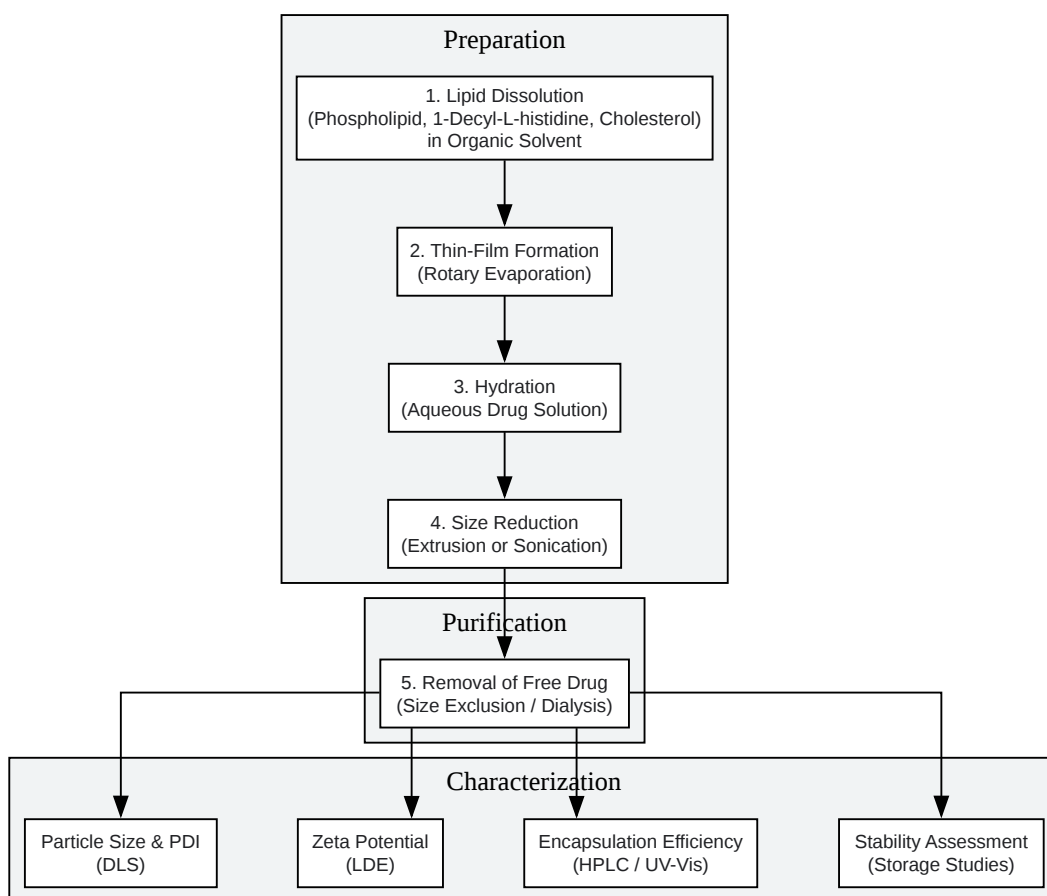 Preparation
1. Lipid Dissolution
(Phospholipid, 1-Decyl-L-histidine, Cholesterol)
in Organic Solvent
2. Thin-Film Formation
(Rotary Evaporation)
3. Hydration
(Aqueous Drug Solution)
4. Size Reduction
(Extrusion or Sonication)
Purification
5. Removal of Free Drug
(Size Exclusion / Dialysis)
Characterization
Particle Size & PDI
(DLS)
Zeta Potential
(LDE)
Encapsulation Efficiency
(HPLC / UV-Vis)
Stability Assessment
(Storage Studies)